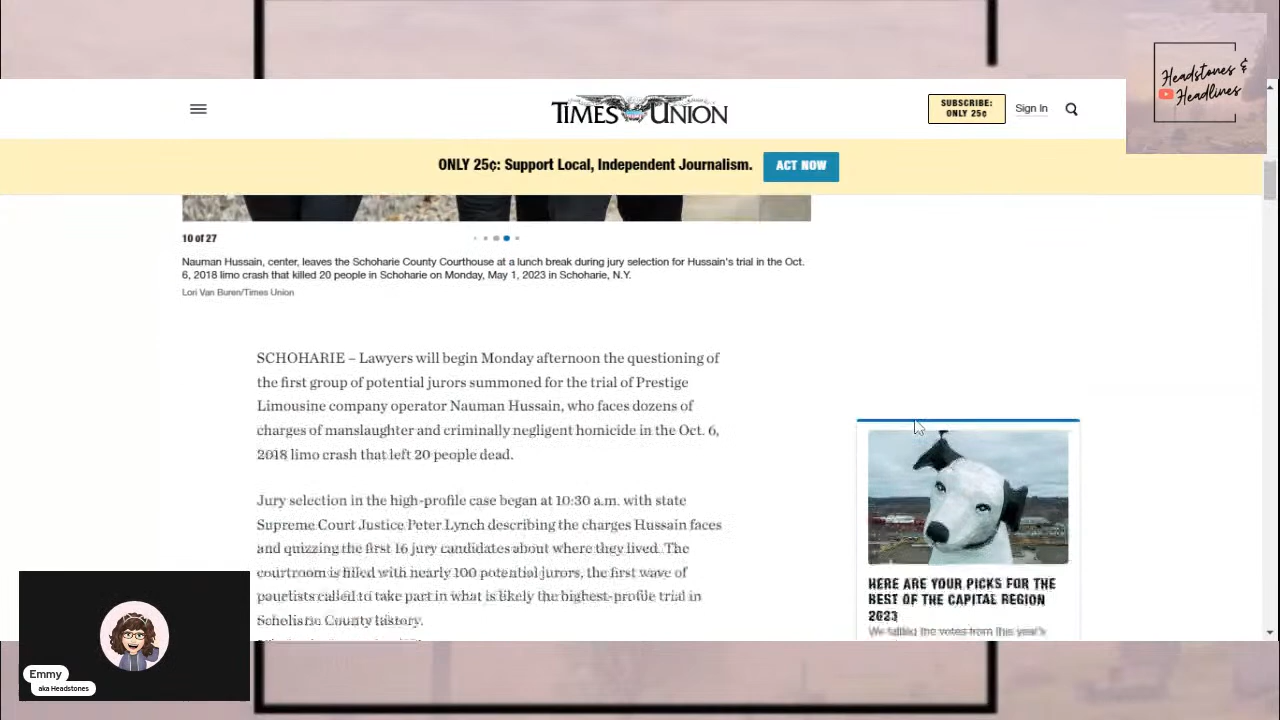 Headstones &
Headlines
TIMES UNION
SUBSCRIBE:
ONLY 25¢
Sign In
ONLY 25¢: Support Local, Independent Journalism.
ACT NOW
10 of 27
Nauman Hussain, center, leaves the Schoharie County Courthouse at a lunch break during jury selection for Hussain's trial in the Oct.
6, 2018 limo crash that killed 20 people in Schoharie on Monday, May 1, 2023 in Schoharie, N.Y.
Lori Van Buren/Times Union
SCHOHARIE – Lawyers will begin Monday afternoon the questioning of
the first group of potential jurors summoned for the trial of Prestige
Limousine company operator Nauman Hussain, who faces dozens of
charges of manslaughter and criminally negligent homicide in the Oct. 6,
2018 limo crash that left 20 people dead.
Jury selection in the high-profile case began at 10:30 a.m. with state
Supreme Court Justice Peter Lynch describing the charges Hussain faces
and quizzing the first 16 jury candidates about where they lived. The
courtroom is filled with nearly 100 potential jurors, the first wave of
called to take part in what is likely the highest-profile trial in
County history.
HERE ARE YOUR PICKS FOR THE
BEST OF THE CAPITAL REGION
2023
the votes from this year's
Emmy
aka Headstones